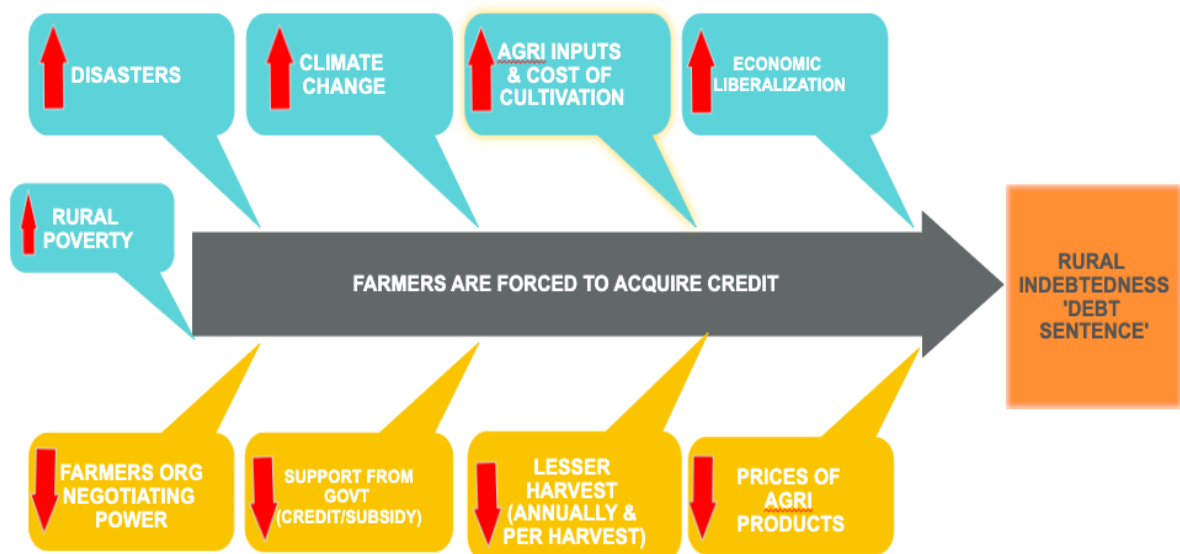 DISASTERS
CLIMATE
CHANGE
AGRI INPUTS
& COST OF
CULTIVATION
ECONOMIC
LIBERALIZATION
RURAL
POVERTY
FARMERS ARE FORCED TO ACQUIRE CREDIT
RURAL
INDEBTEDNESS
'DEBT
SENTENCE'
FARMERS ORG
NEGOTIATING
POWER
SUPPORT FROM
GOVT
(CREDIT/SUBSIDY)
LESSER
HARVEST
(ANNUALLY &
PER HARVEST)
PRICES OF
AGRI
PRODUCTS